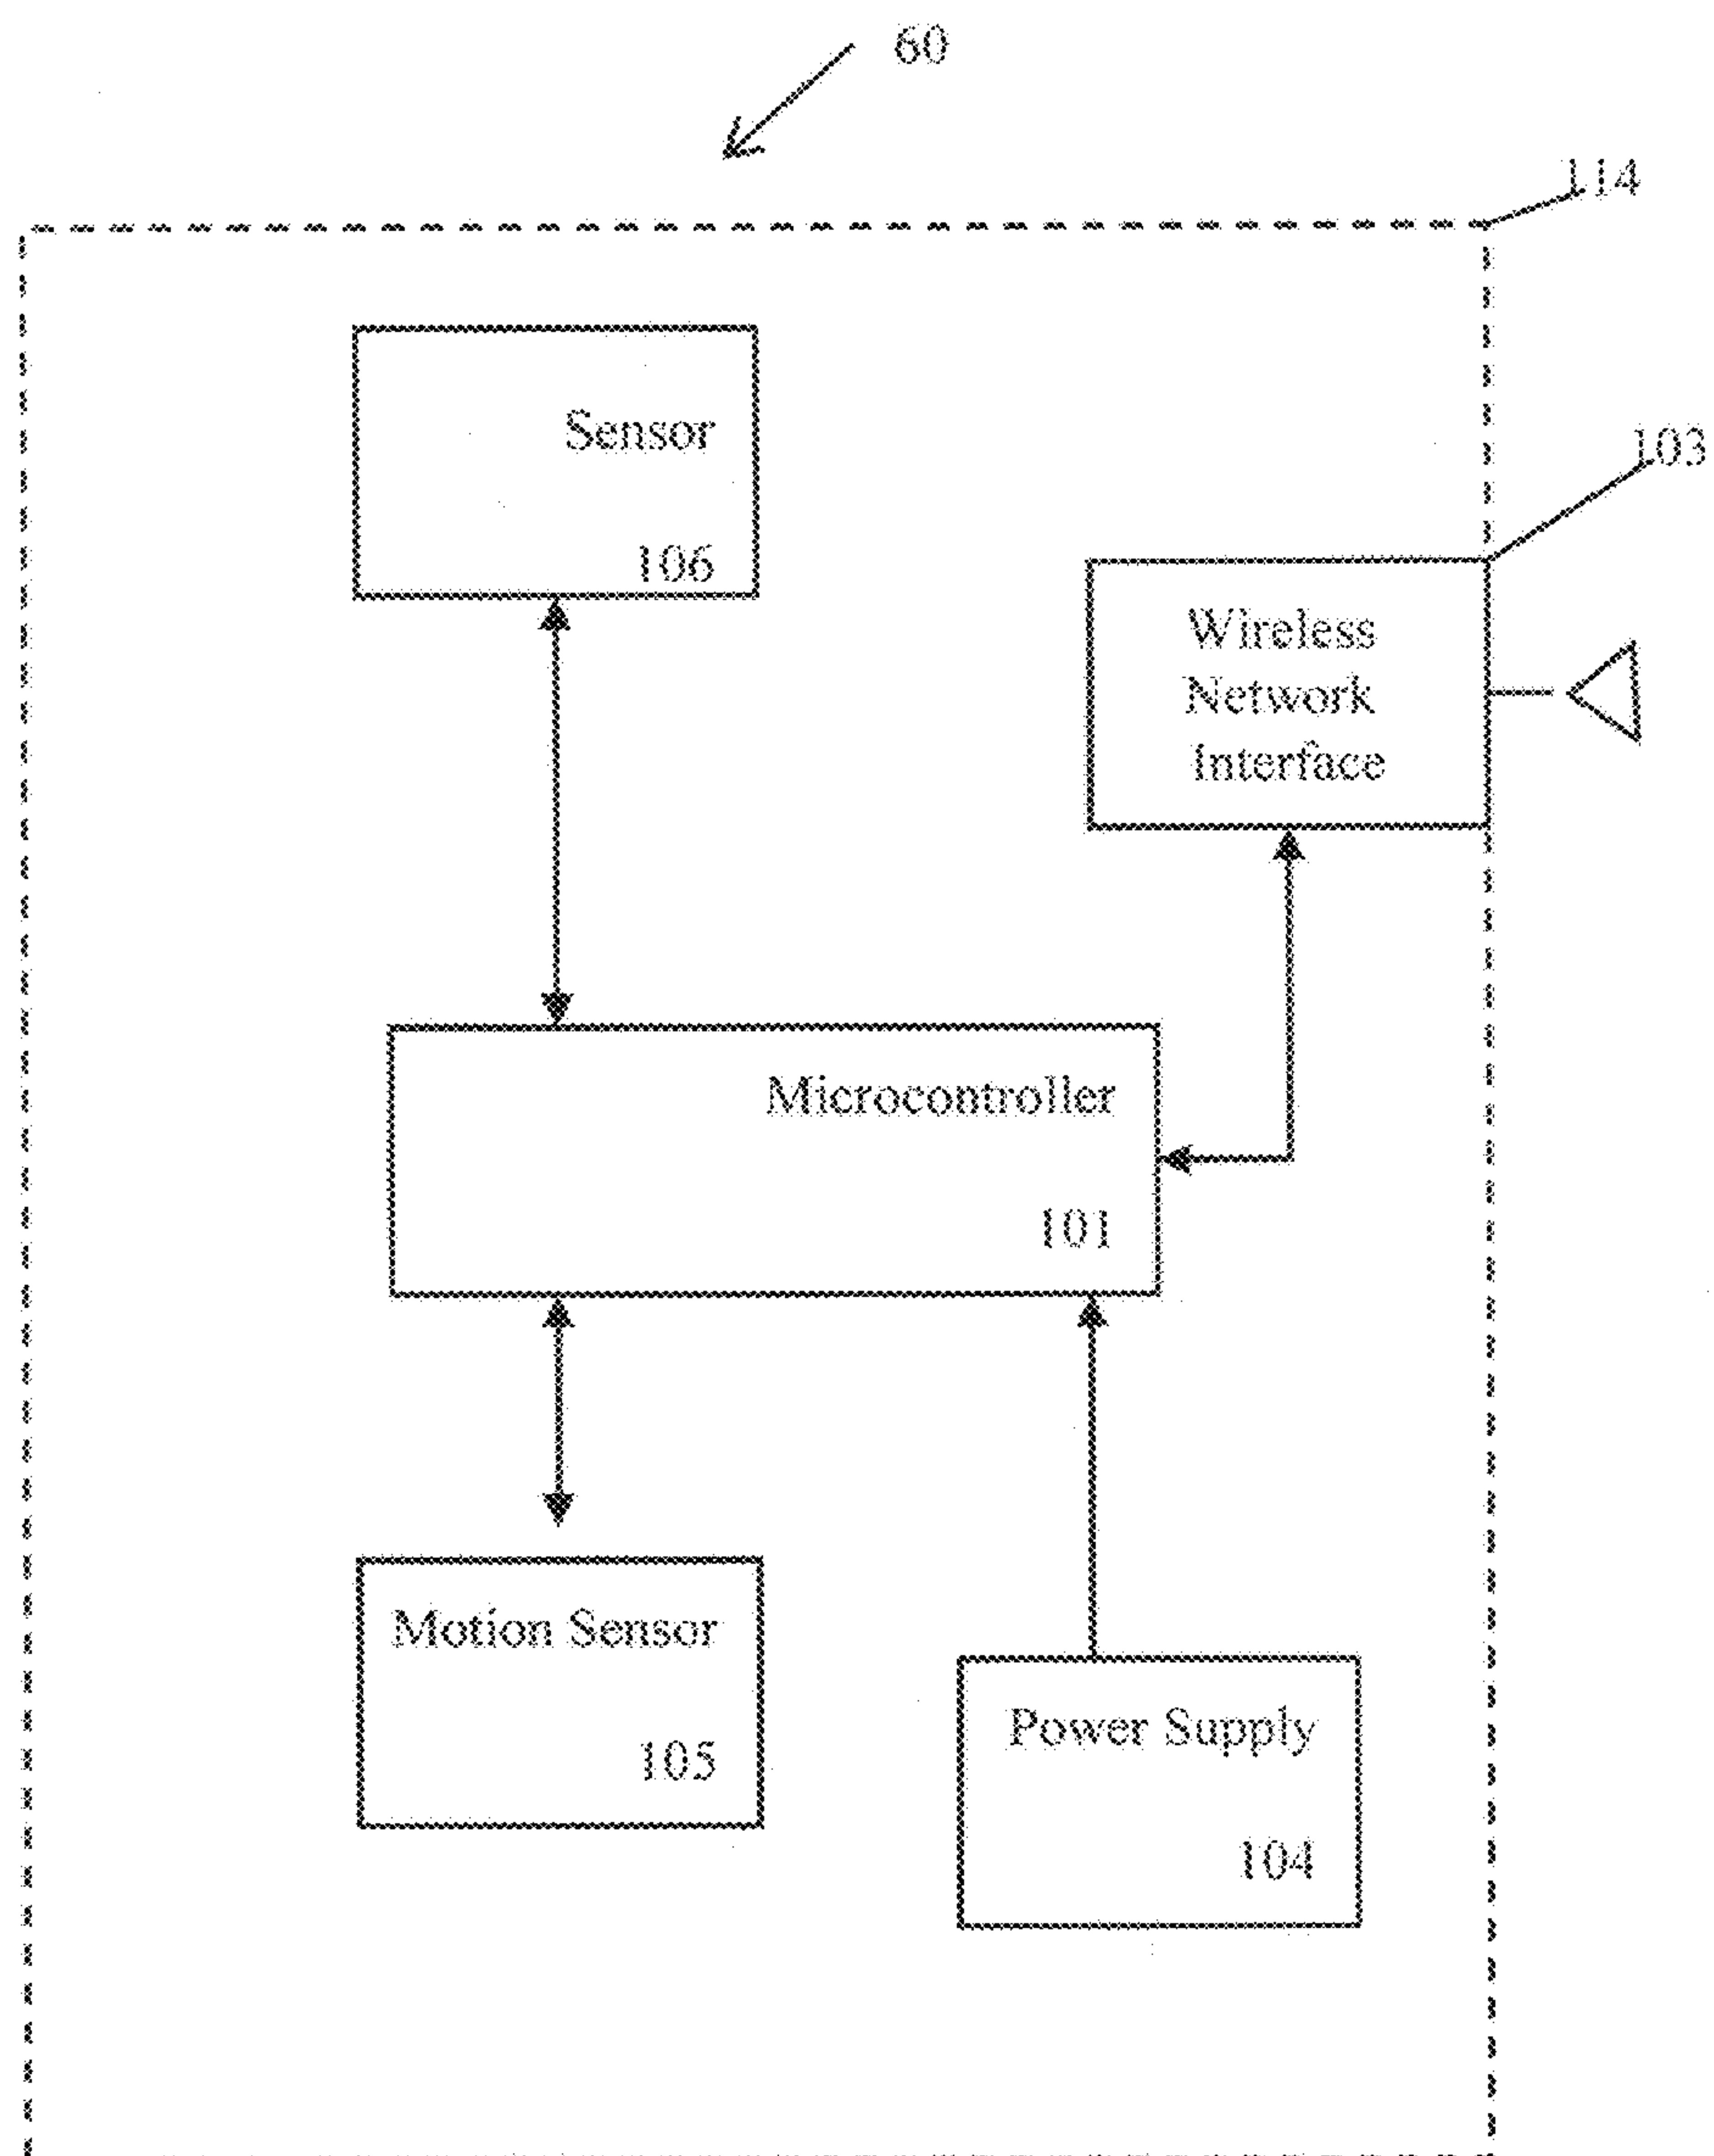 60
114
Sensor
106
103
Wireless
Network
Interface
Microcontroller
101
Motion Sensor
105
Power Supply
104